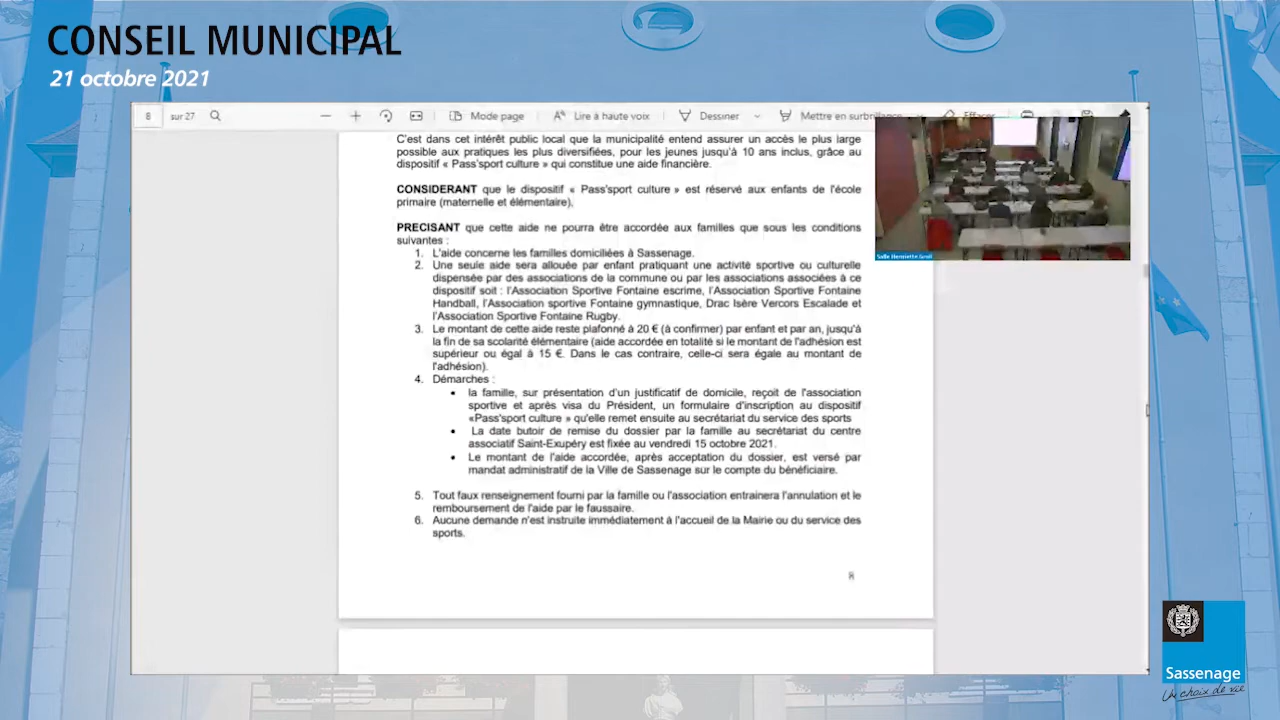 CONSEIL MUNICIPAL
21 octobre 2021
8 sur 27 Mode page Lire à haute voix Dessiner Mettre en surbrillance Effacer
C'est dans cet intérêt public local que la municipalité entend assurer un accès le plus large
possible aux pratiques les plus diversifiées, pour les jeunes jusqu'à 10 ans inclus, grâce au
dispositif « Pass'sport culture » qui constitue une aide financière.
CONSIDERANT que le dispositif « Pass'sport culture » est réservé aux enfants de l'école
primaire (maternelle et élémentaire),
PRECISANT que cette aide ne pourra être accordée aux familles que sous les conditions
suivantes :
1. L'aide concerne les familles domiciliées à Sassenage.
2. Une seule aide sera allouée par enfant pratiquant une activité sportive ou culturelle
dispensée par des associations de la commune ou par les associations associées à ce
dispositif soit : l'Association Sportive Fontaine escrime, l'Association Sportive Fontaine
Handball, l'Association sportive Fontaine gymnastique, Drac Isère Vercors Escalade et
l'Association Sportive Fontaine Rugby.
3. Le montant de cette aide reste plafonné à 20 € (à confirmer) par enfant et par an, jusqu'à
la fin de sa scolarité élémentaire (aide accordée en totalité si le montant de l'adhésion est
supérieur ou égal à 15 €. Dans le cas contraire, celle-ci sera égale au montant de
l'adhésion).
4. Démarches :
• la famille, sur présentation d'un justificatif de domicile, reçoit de l'association
sportive et après visa du Président, un formulaire d'inscription au dispositif
«Pass'sport culture » qu'elle remet ensuite au secrétariat du service des sports
• La date butoir de remise du dossier par la famille au secrétariat du centre
associatif Saint-Exupéry est fixée au vendredi 15 octobre 2021.
• Le montant de l'aide accordée, après acceptation du dossier, est versé par
mandat administratif de la Ville de Sassenage sur le compte du bénéficiaire.
5. Tout faux renseignement fourni par la famille ou l'association entrainera l'annulation et le
remboursement de l'aide par le faussaire.
6. Aucune demande n'est instruite immédiatement à l'accueil de la Mairie ou du service des
sports.
8
Sassenage
Un choix de vie